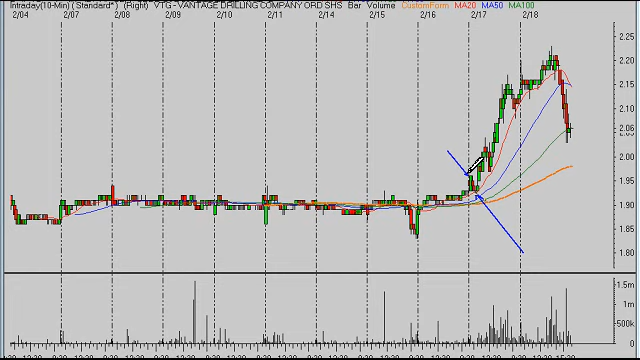 Intraday(10-Min) (Standard*) (Right) VTG - VANTAGE DRILLING COMPANY ORD SHS Bar Volume CustomForm MA20 MA50 MA100
2/04 2/07 2/08 2/09 2/10 2/11 2/14 2/15 2/16 2/17 2/18
2.25
2.20
2.15
2.10
2.05
2.00
1.95
1.90
1.85
1.80
1.5m
1m
500k
0